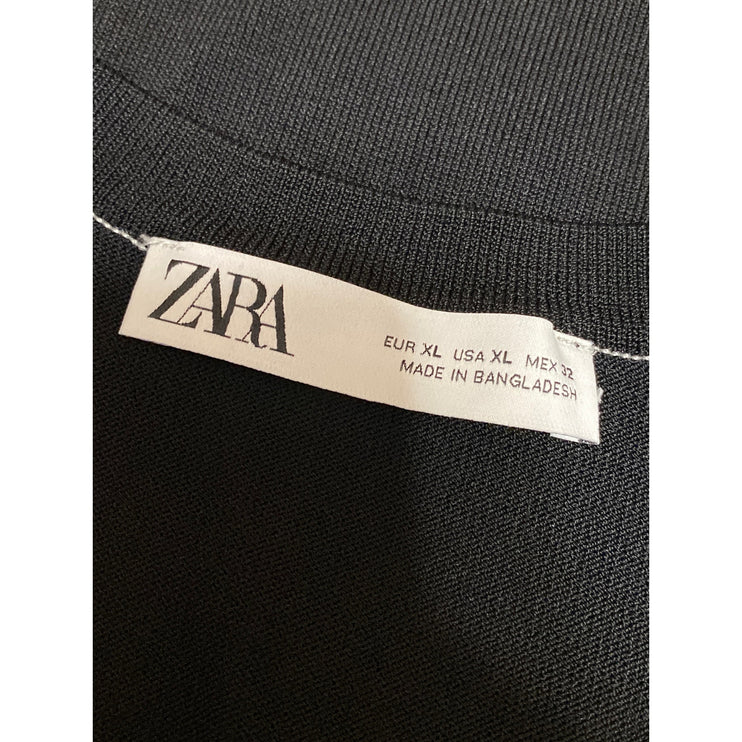 ZARA
EUR XL USA XL MEX 32
MADE IN BANGLADESH